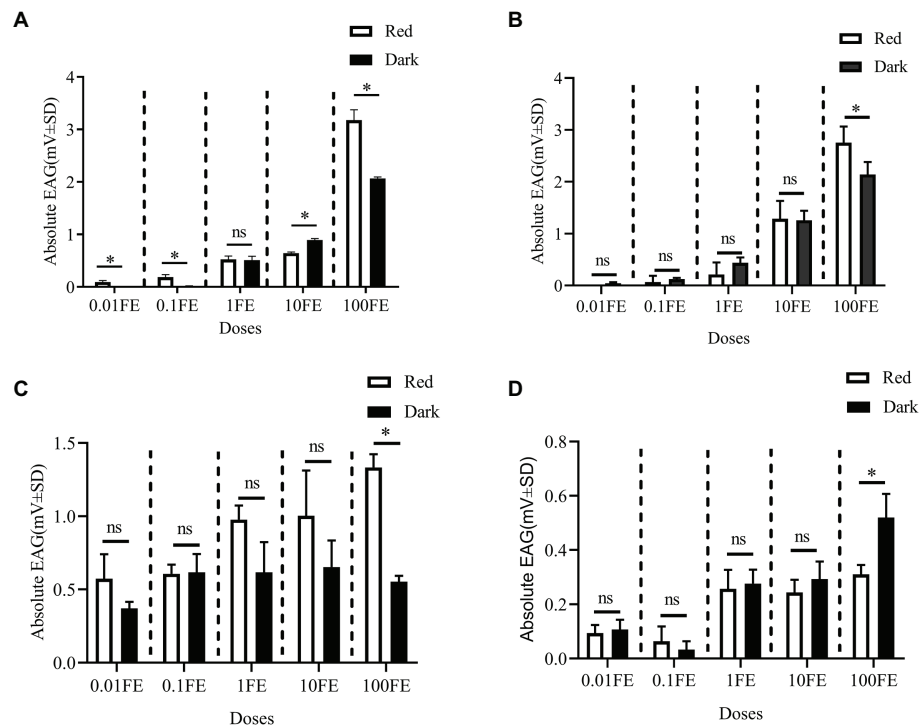 A
Red
Dark
Absolute EAG(mV±SD)
4
3
2
1
0
*
*
ns
*
*
0.01FE 0.1FE 1FE 10FE 100FE
Doses
B
Red
Dark
Absolute EAG(mV±SD)
4
3
2
1
0
ns
ns
ns
ns
*
0.01FE 0.1FE 1FE 10FE 100FE
Doses
C
Red
Dark
Absolute EAG(mV±SD)
1.5
1.0
0.5
0.0
ns
ns
ns
ns
*
0.01FE 0.1FE 1FE 10FE 100FE
Doses
D
Red
Dark
Absolute EAG(mV±SD)
0.8
0.6
0.4
0.2
0.0
ns
ns
ns
ns
*
0.01FE 0.1FE 1FE 10FE 100FE
Doses